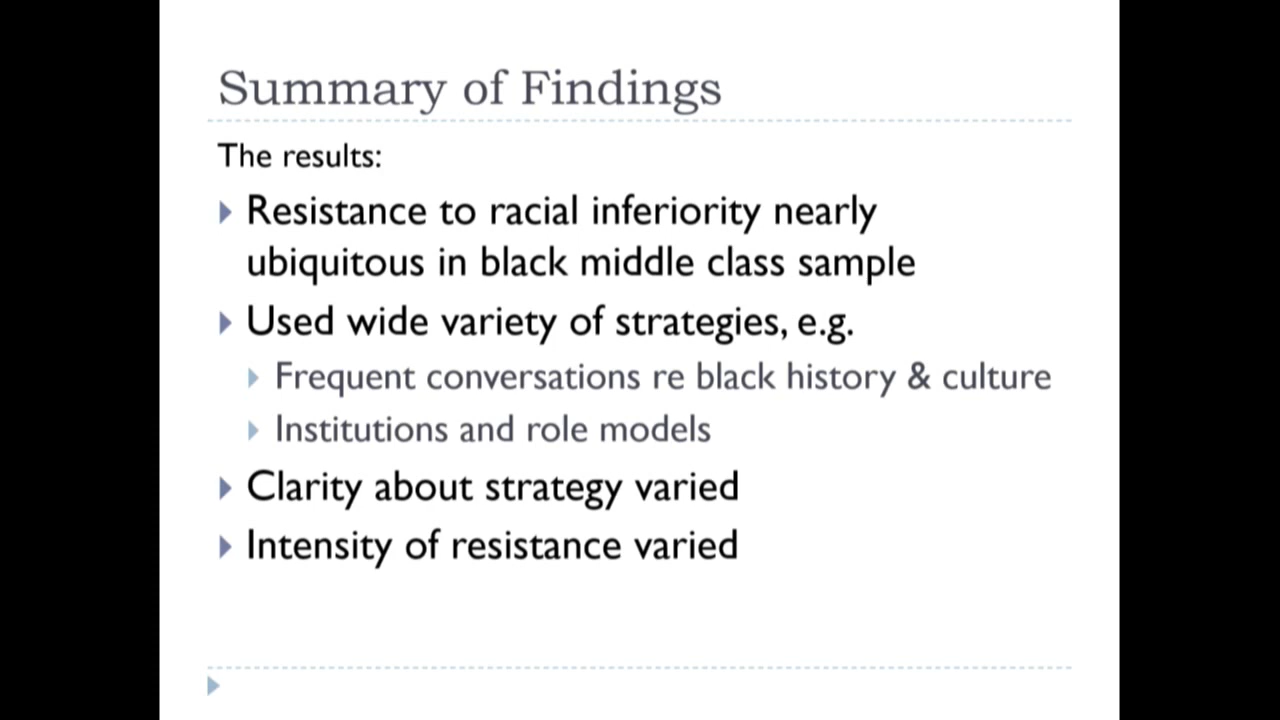 Summary of Findings
The results:
Resistance to racial inferiority nearly
ubiquitous in black middle class sample
Used wide variety of strategies, e.g.
Frequent conversations re black history & culture
Institutions and role models
Clarity about strategy varied
Intensity of resistance varied